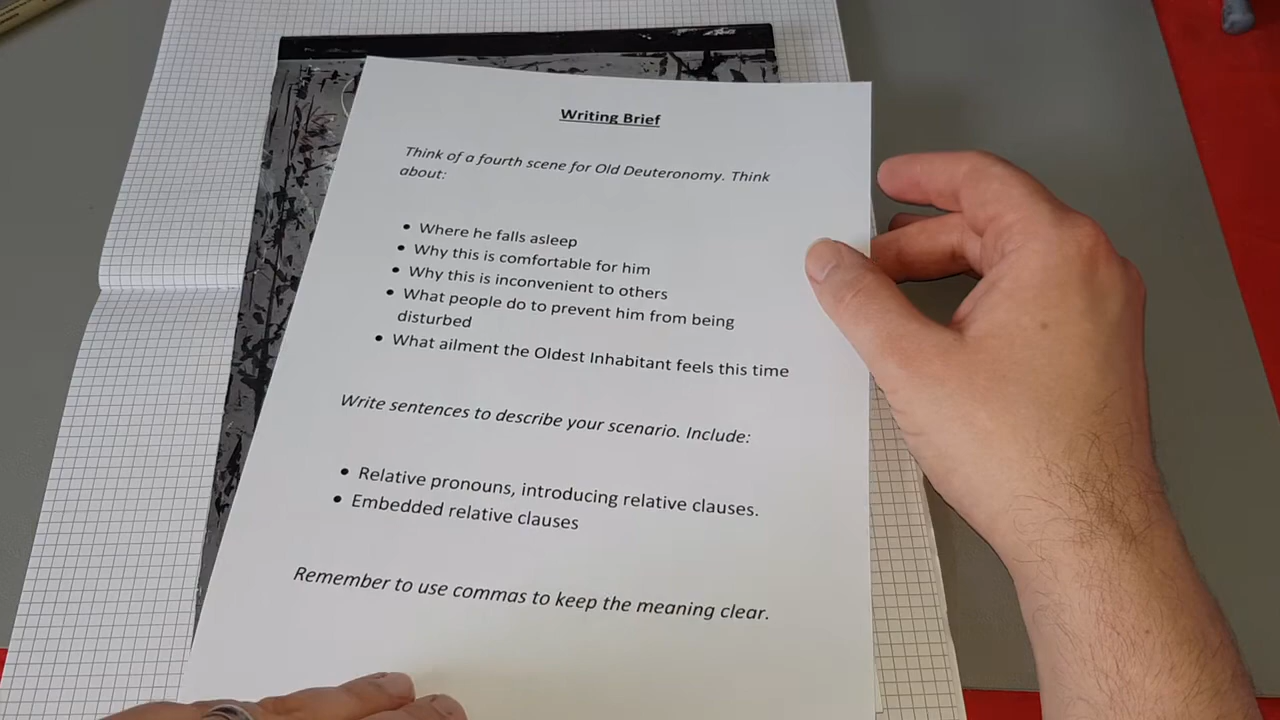 Writing Brief
Think of a fourth scene for Old Deuteronomy. Think
about:
• Where he falls asleep
• Why this is comfortable for him
• Why this is inconvenient to others
• What people do to prevent him from being
disturbed
• What ailment the Oldest Inhabitant feels this time
Write sentences to describe your scenario. Include:
• Relative pronouns, introducing relative clauses.
• Embedded relative clauses
Remember to use commas to keep the meaning clear.